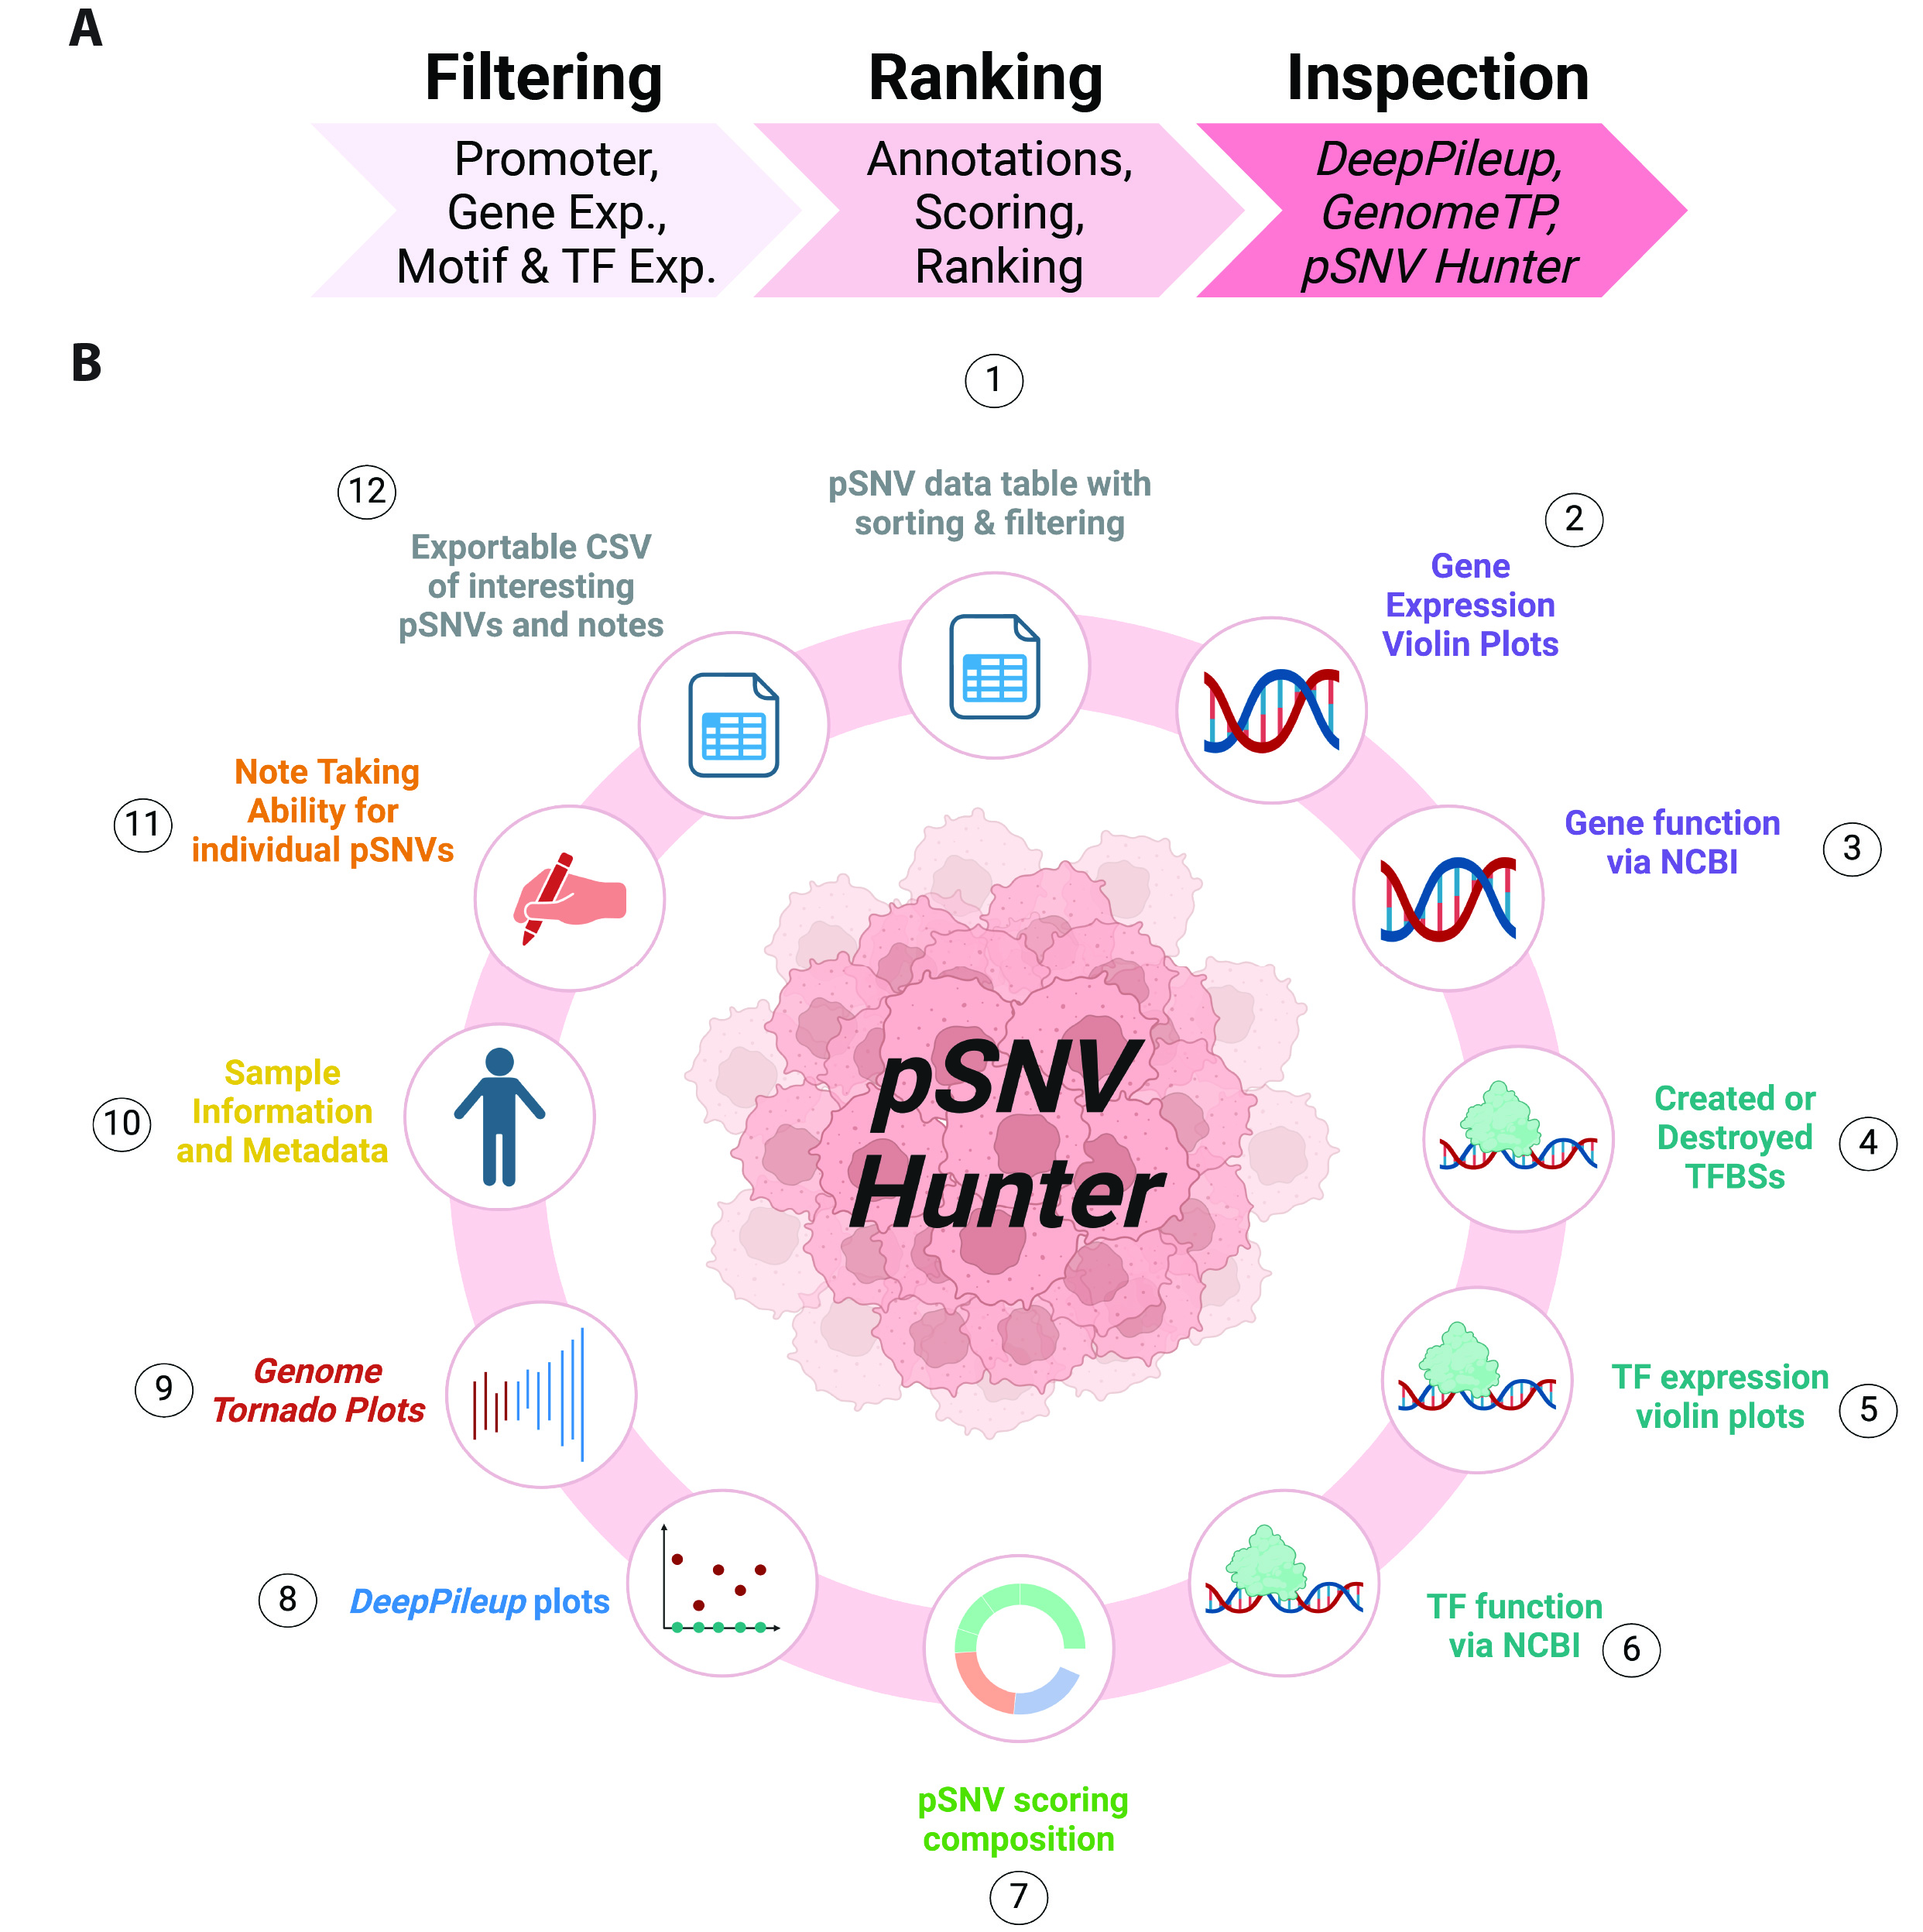 A
Filtering
Promoter,
Gene Exp.,
Motif & TF Exp.
Ranking
Annotations,
Scoring,
Ranking
Inspection
DeepPileup,
GenomeTP,
pSNV Hunter
B
1
pSNV data table with
sorting & filtering
2
Gene
Expression
Violin Plots
3
Gene function
via NCBI
4
Created or
Destroyed
TFBSs
5
TF expression
violin plots
6
TF function
via NCBI
7
pSNV scoring
composition
8
DeepPileup plots
9
Genome
Tornado Plots
10
Sample
Information
and Metadata
11
Note Taking
Ability for
individual pSNVs
12
Exportable CSV
of interesting
pSNVs and notes
pSNV
Hunter